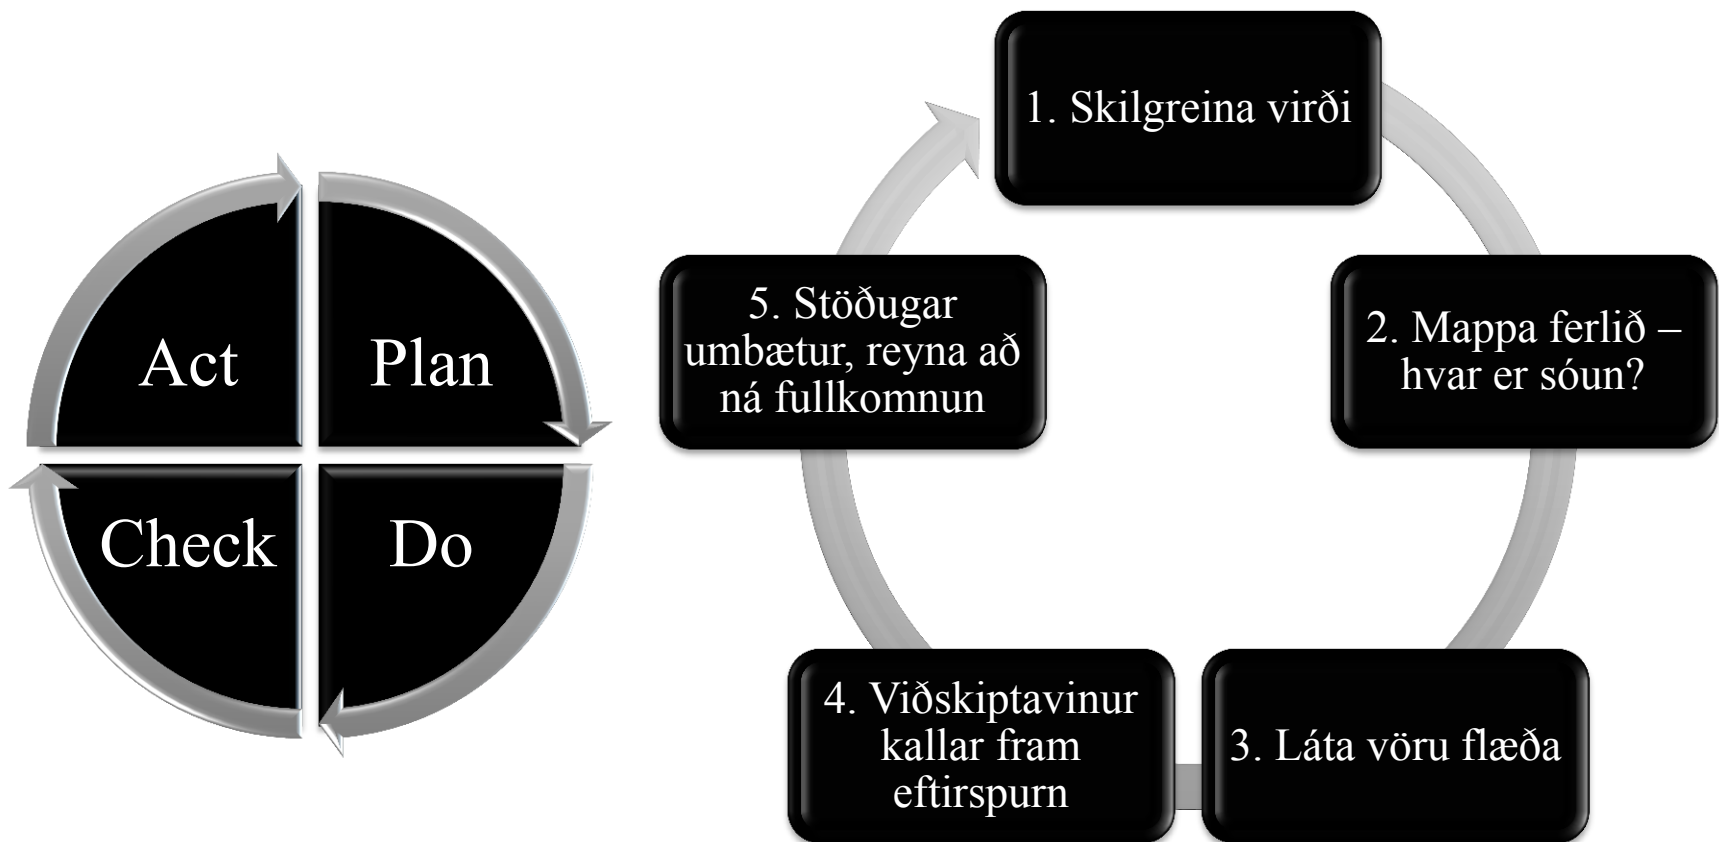 Act
Plan
Check
Do
1. Skilgreina virði
2. Mappa ferlið –
hvar er sóun?
3. Láta vöru flæða
4. Viðskiptavinur
kallar fram
eftirspurn
5. Stöðugar
umbætur, reyna að
ná fullkomnun